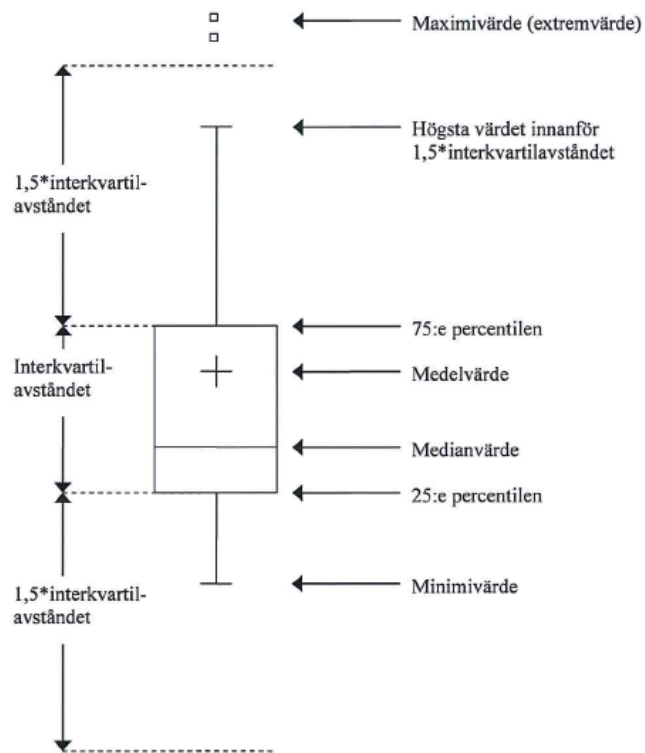 Maximivärde (extremvärde)
Högsta värdet innanför
1,5*interkvartilavståndet
1,5*interkvartil-
avståndet
75:e percentilen
Interkvartil-
avståndet
Medelvärde
Medianvärde
25:e percentilen
Minimivärde
1,5*interkvartil-
avståndet